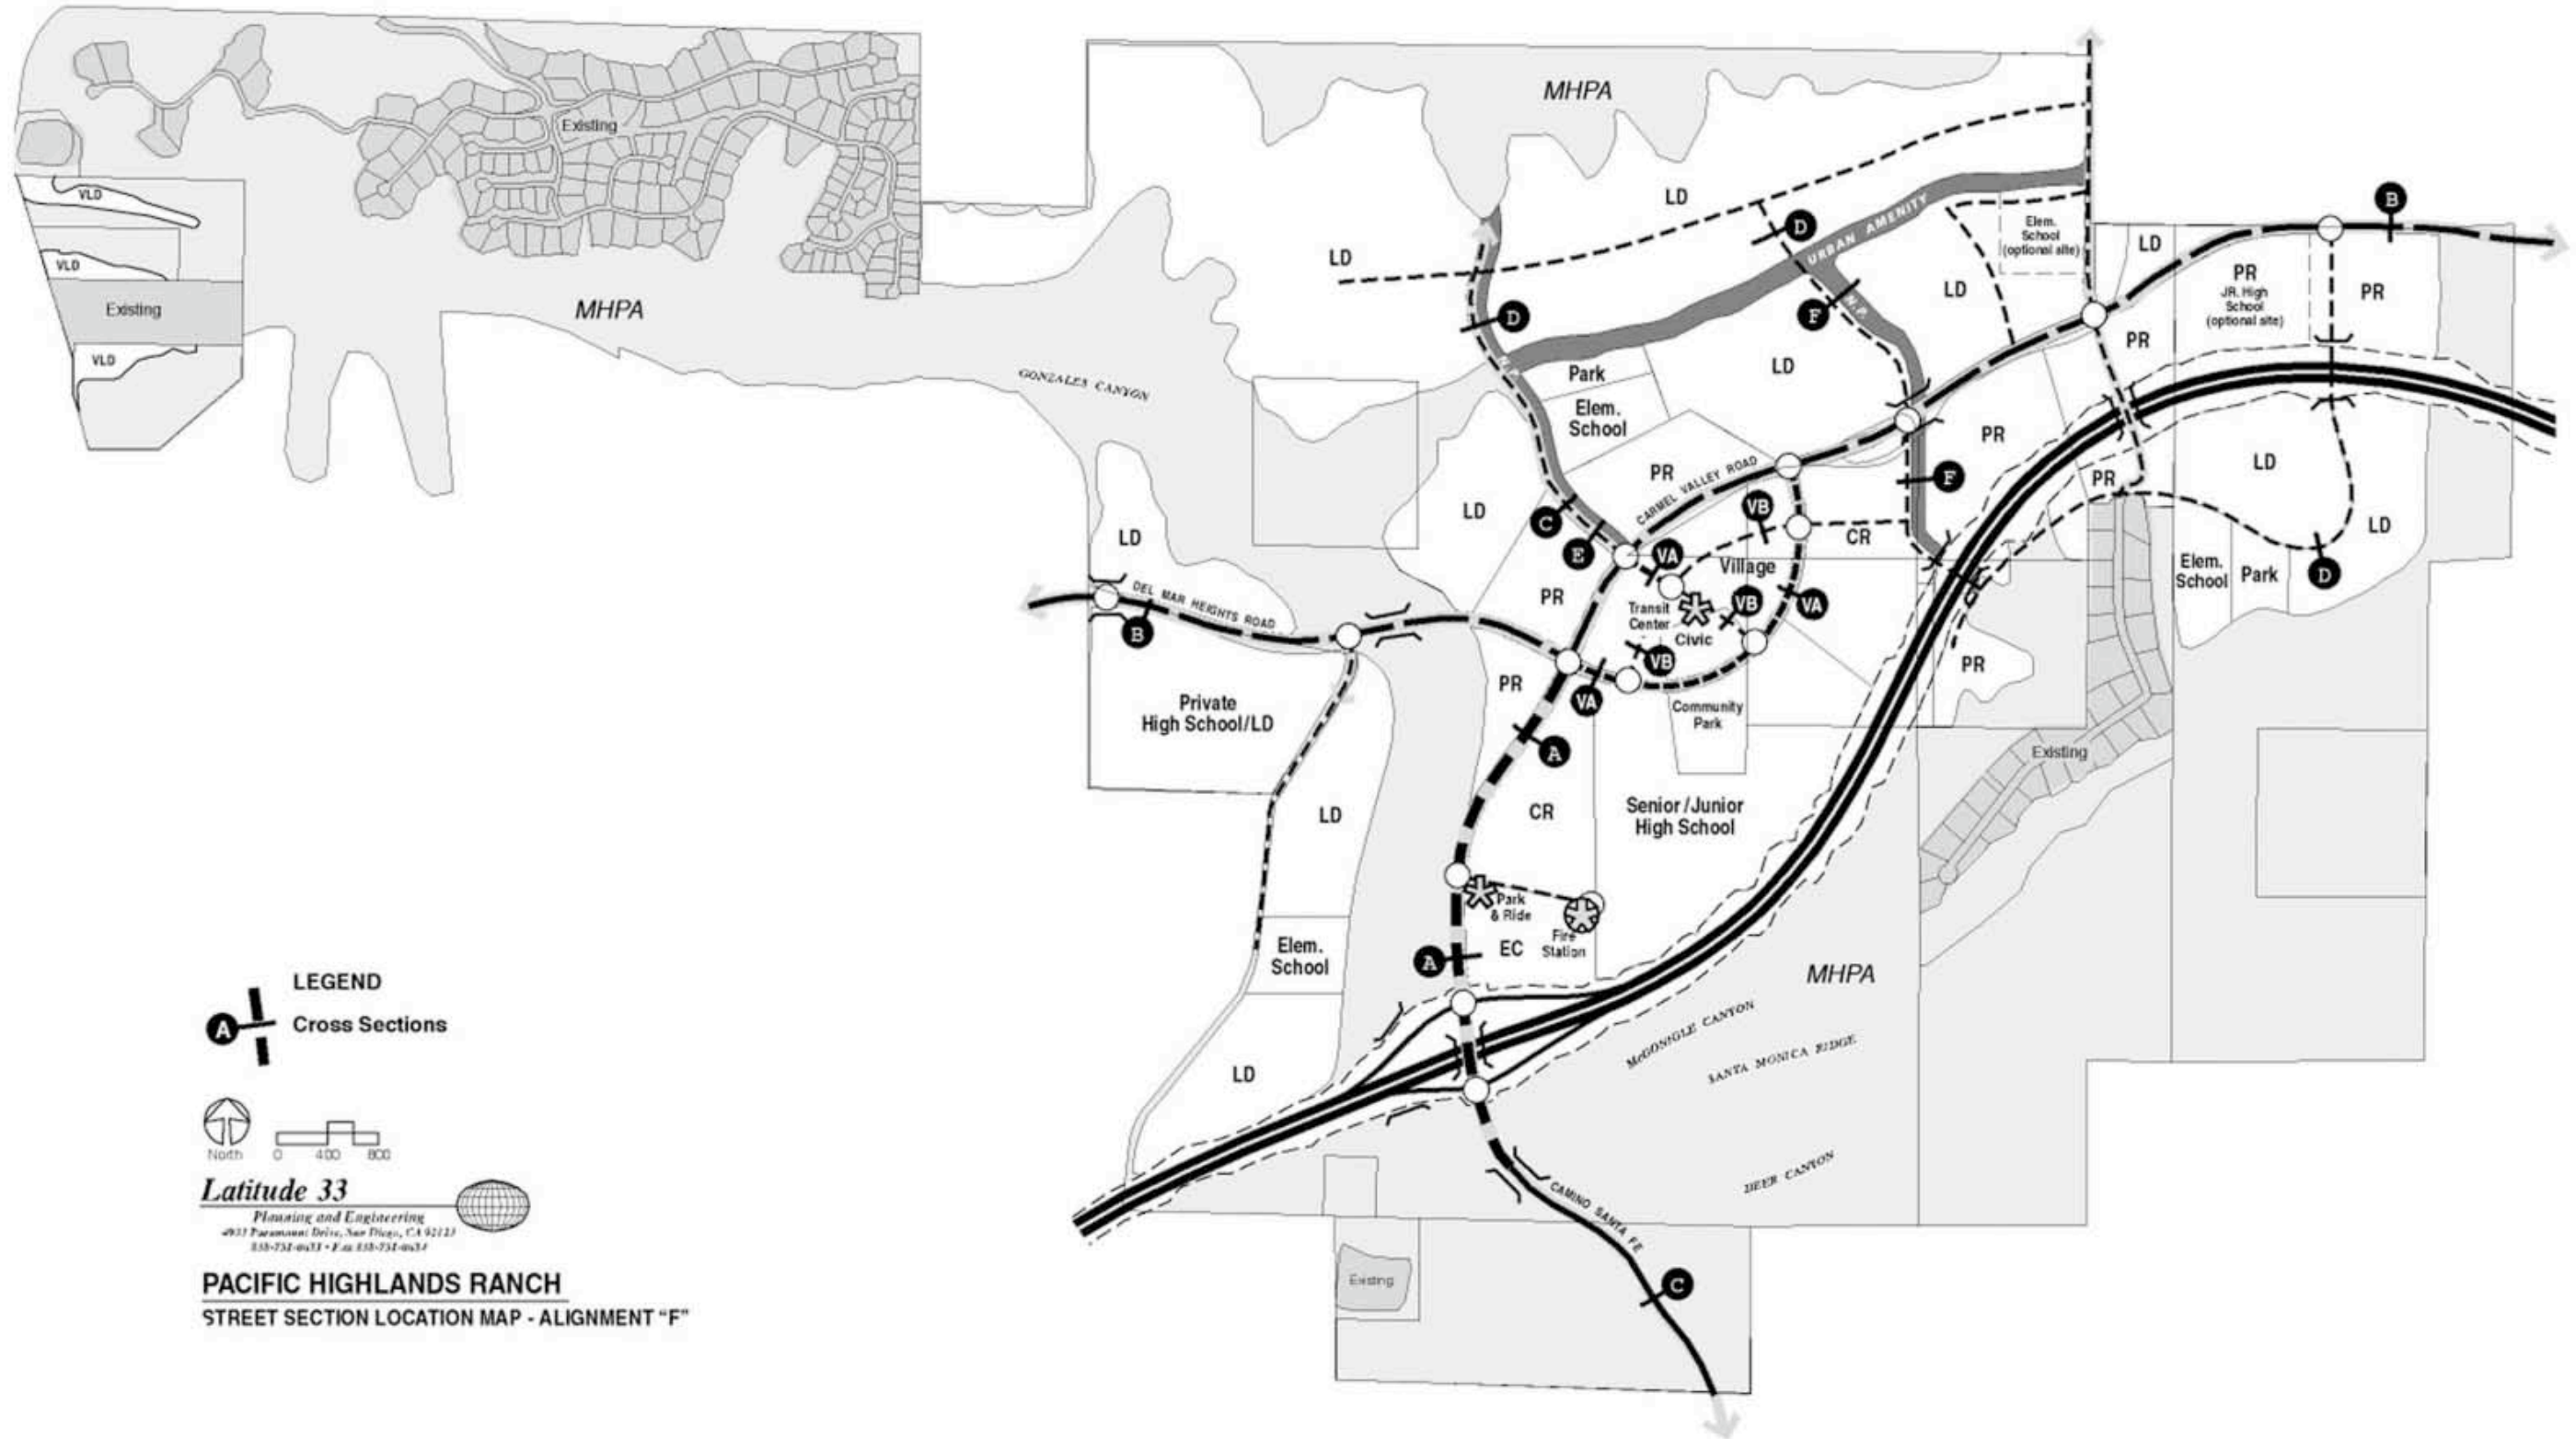 MHPA
Existing
VLD
LD
D
URBAN AMENITY
Elem.
School
(optional site)
B
LD
VLD
LD
PR
JR. High
School
(optional site)
PR
LD
Existing
MHPA
D
F
N.P.
PR
VLD
GONZALES CANYON
Park
LD
Elem.
School
PR
LD
PR
CARMEL VALLEY ROAD
PR
F
LD
C
VB
LD
LD
E
VA
CR
Village
Elem.
School
Park
D
DEL MAR HEIGHTS ROAD
B
PR
Transit
Center
VB
VA
Civic
VB
PR
PR
VA
Private
High School/LD
Community
Park
A
Existing
LD
CR
Senior/Junior
High School
Park
& Ride
Fire
Station
EC
A
Elem.
School
MHPA
LEGEND
A
Cross Sections
McGONIGLE CANYON
SANTA MONICA RIDGE
LD
North
0 400 800
DEER CANYON
Latitude 33
Planning and Engineering
CAMINO SANTA FE
PACIFIC HIGHLANDS RANCH
STREET SECTION LOCATION MAP - ALIGNMENT "F"
Existing
C